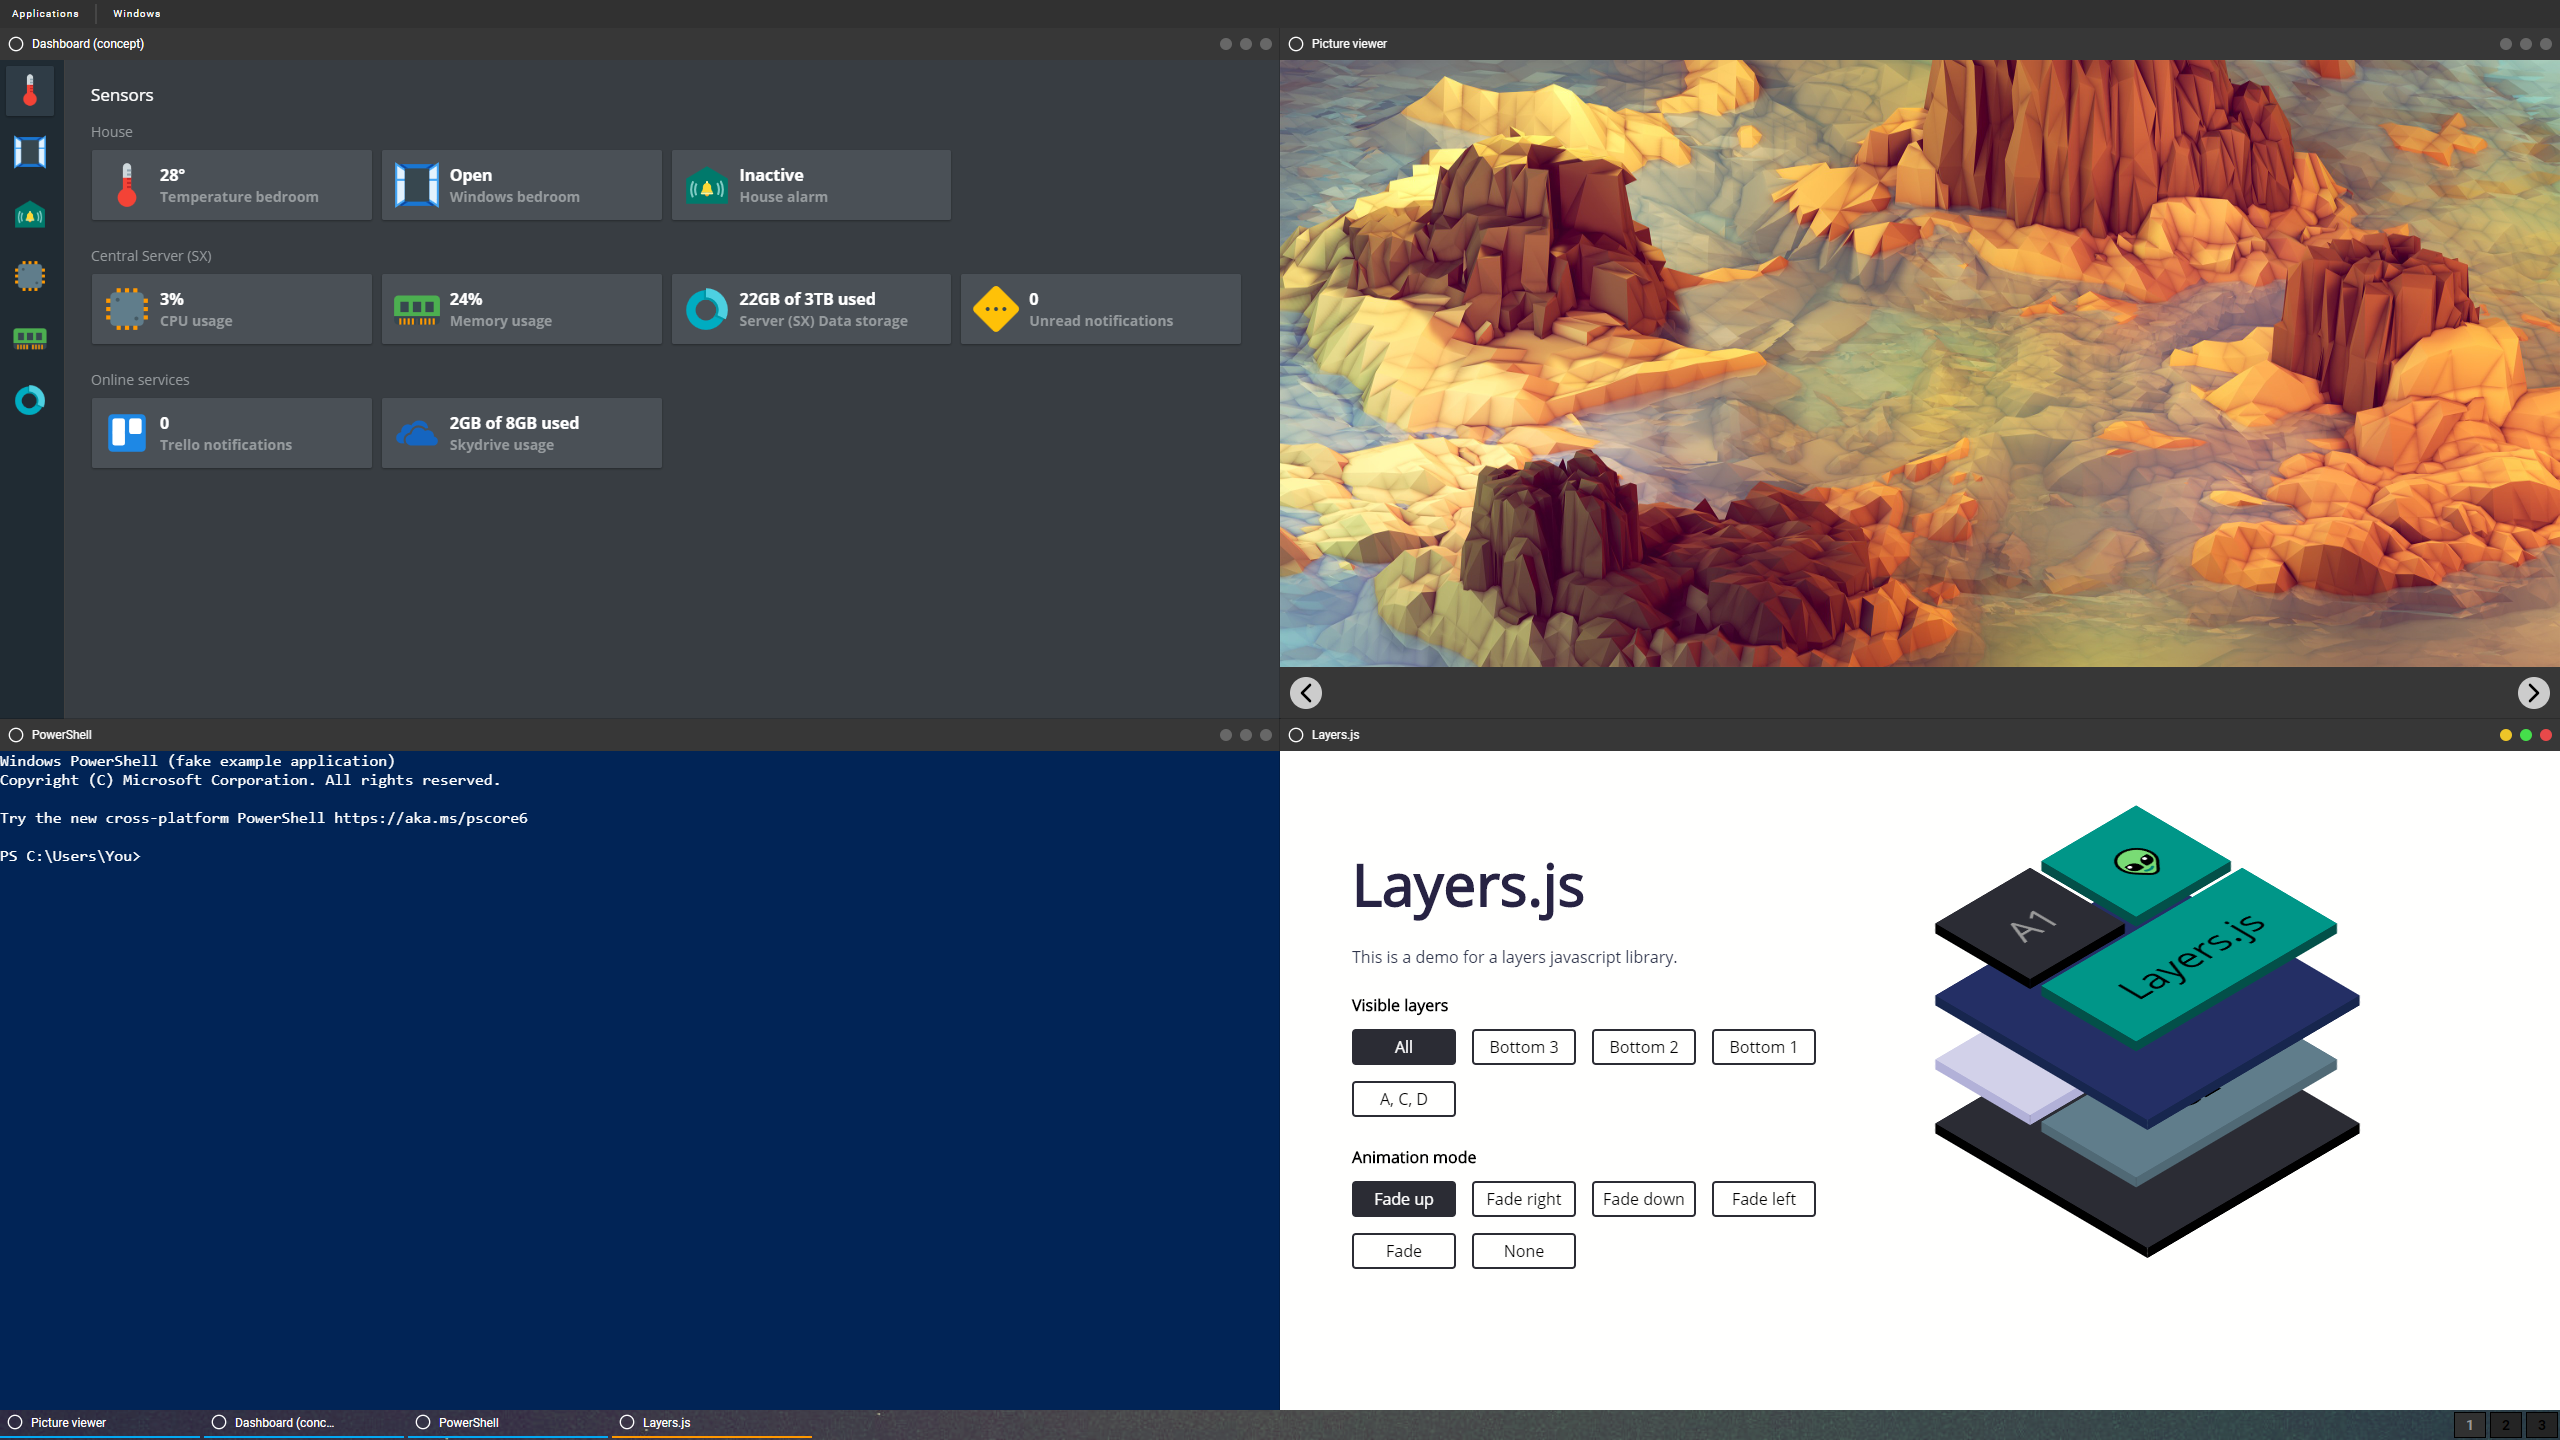 Applications
Windows
Dashboard (concept)
Sensors
House
28°
Temperature bedroom
Open
Windows bedroom
Inactive
House alarm
Central Server (SX)
3%
CPU usage
24%
Memory usage
22GB of 3TB used
Server (SX) Data storage
0
Unread notifications
Online services
0
Trello notifications
2GB of 8GB used
Skydrive usage
Picture viewer
PowerShell
Windows PowerShell (fake example application)
Copyright (C) Microsoft Corporation. All rights reserved.
Try the new cross-platform PowerShell https://aka.ms/pscore6
PS C:\Users\You>
Layers.js
Layers.js
This is a demo for a layers javascript library.
Visible layers
All
Bottom 3
Bottom 2
Bottom 1
A, C, D
Animation mode
Fade up
Fade right
Fade down
Fade left
Fade
None
A1
Layers.js
Picture viewer
Dashboard (conc...
PowerShell
Layers.js
1
2
3